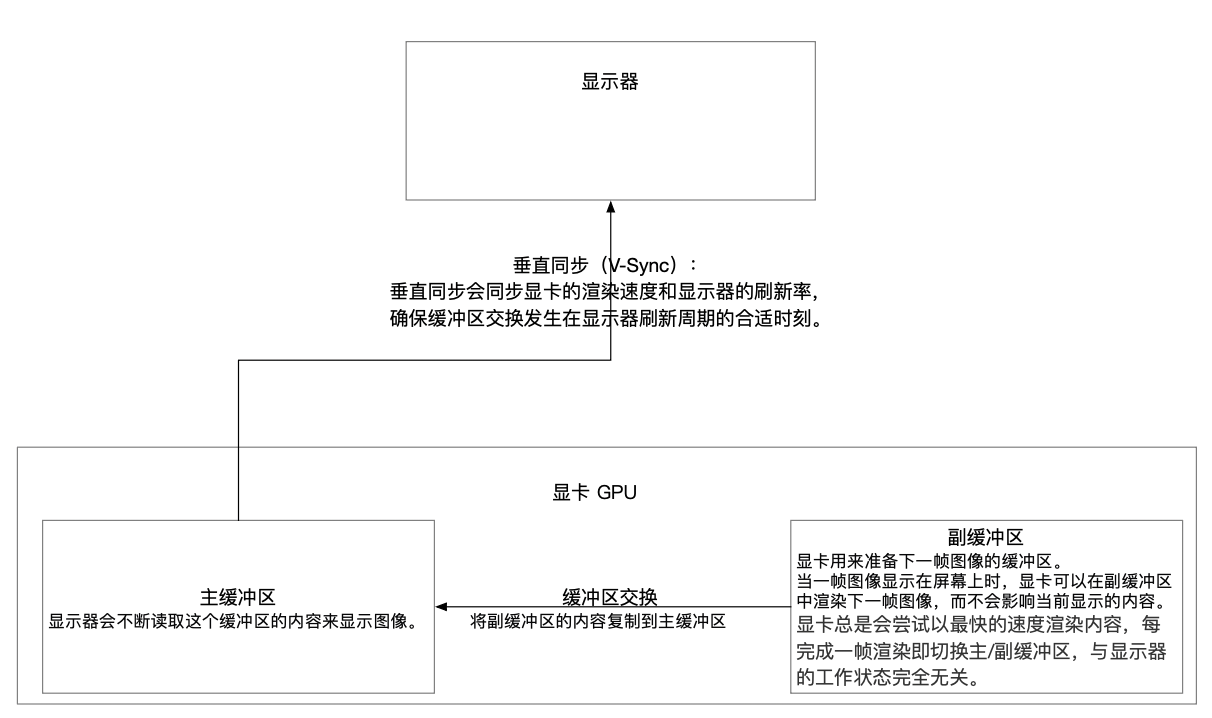 显示器
垂直同步（V-Sync）：
垂直同步会同步显卡的渲染速度和显示器的刷新率，
确保缓冲区交换发生在显示器刷新周期的合适时刻。
显卡 GPU
主缓冲区
显示器会不断读取这个缓冲区的内容来显示图像。
缓冲区交换
将副缓冲区的内容复制到主缓冲区
副缓冲区
显卡用来准备下一帧图像的缓冲区。
当一帧图像显示在屏幕上时，显卡可以在副缓冲区
中渲染下一帧图像，而不会影响当前显示的内容。
显卡总是会尝试以最快的速度渲染内容，每
完成一帧渲染即切换主/副缓冲区，与显示器
的工作状态完全无关。